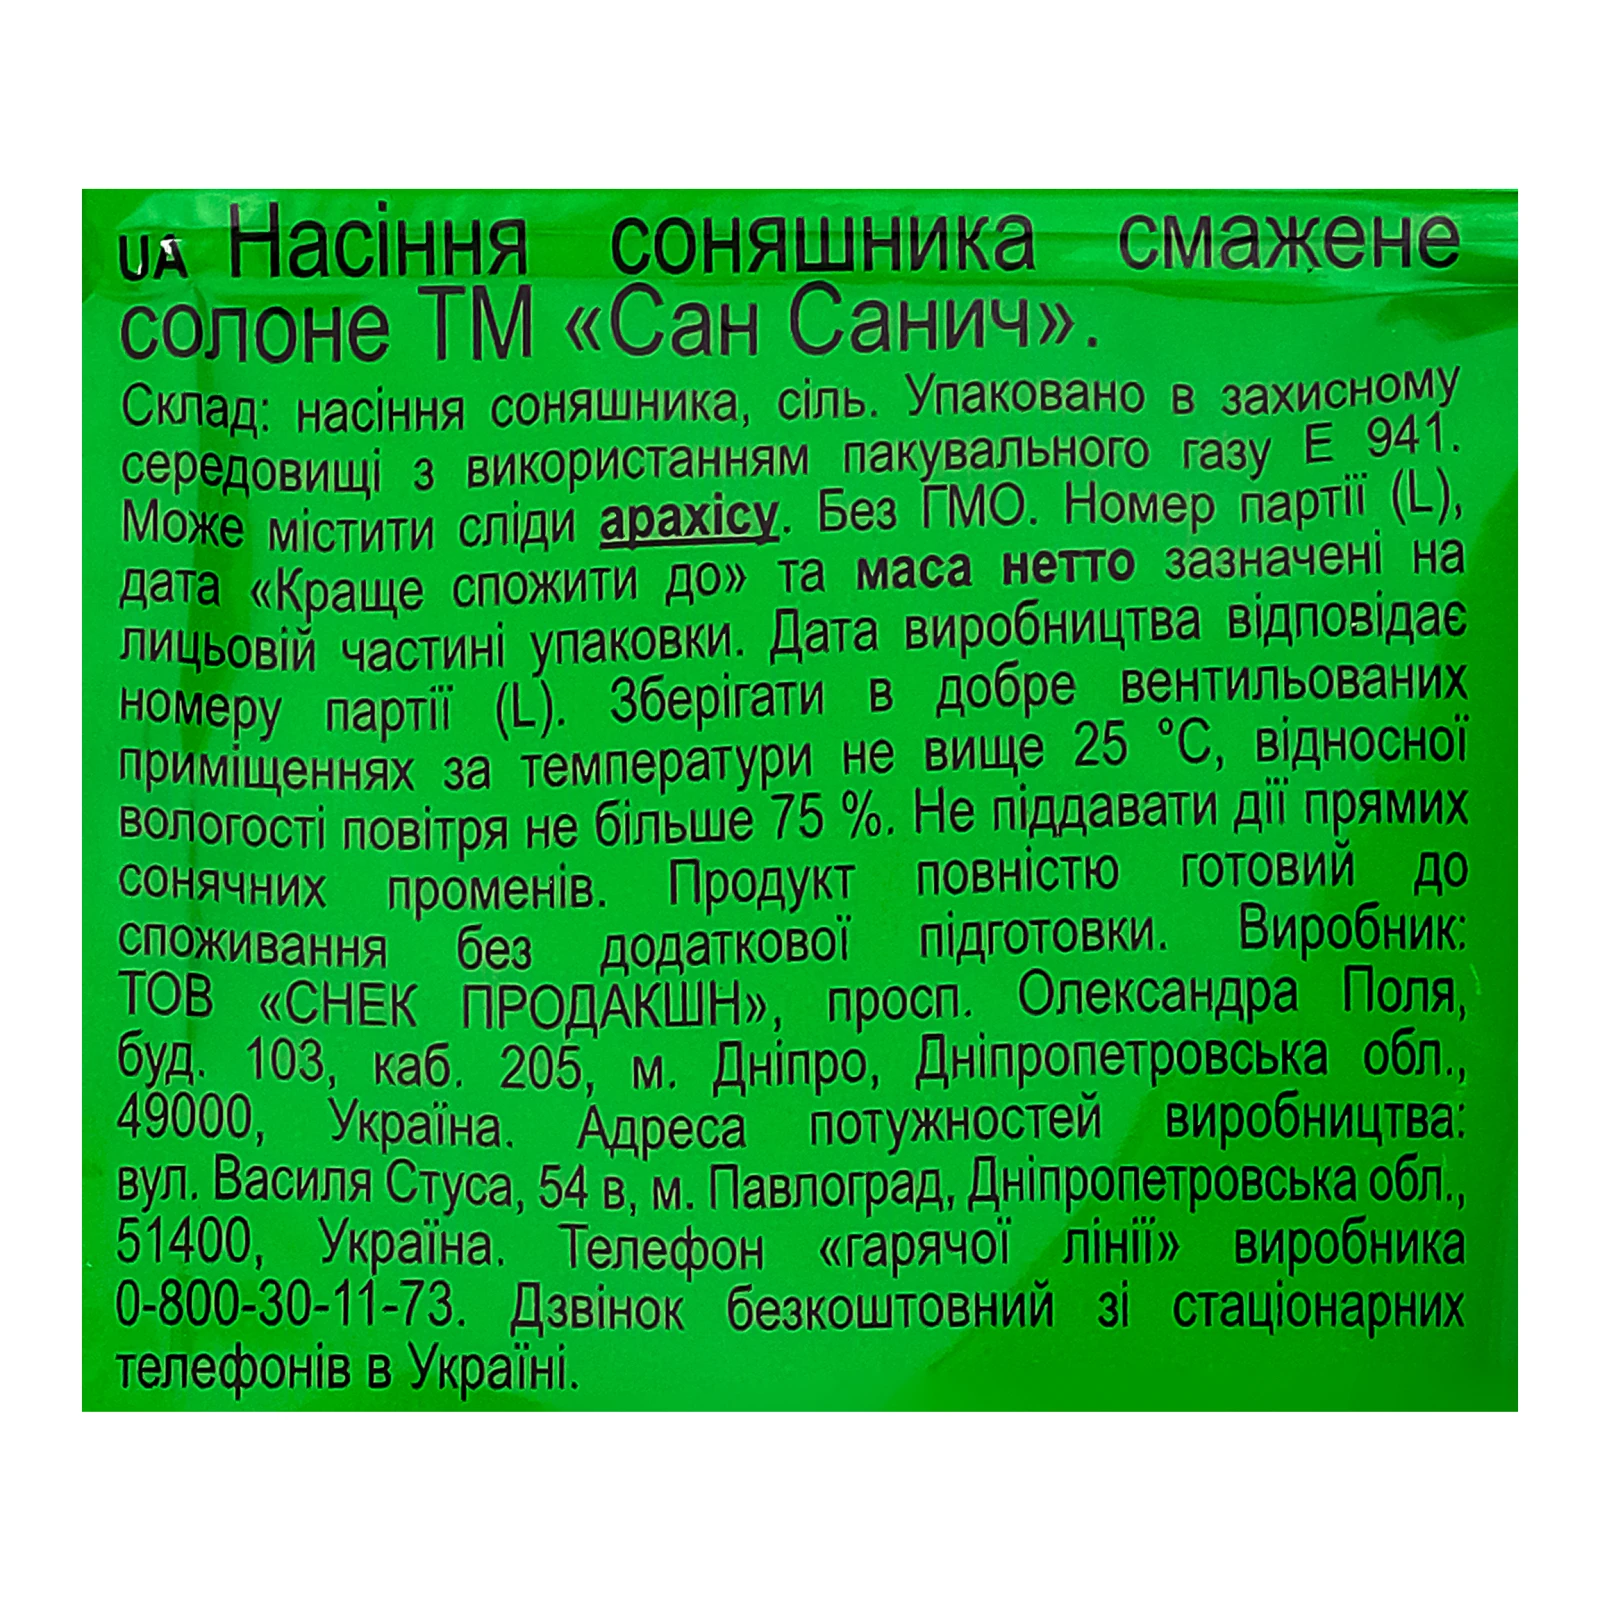 UA Насіння соняшника смажене
солоне ТМ «Сан Санич».
Склад: насіння соняшника, сіль. Упаковано в захисному
середовищі з використанням пакувального газу Е 941.
Може містити сліди арахісу. Без ГМО. Номер партії (L),
дата «Краще спожити до» та маса нетто зазначені на
лицьовій частині упаковки. Дата виробництва відповідає
номеру партії (L). Зберігати в добре вентильованих
приміщеннях за температури не вище 25 °С, відносної
вологості повітря не більше 75 %. Не піддавати дії прямих
сонячних променів. Продукт повністю готовий до
споживання без додаткової підготовки. Виробник:
ТОВ «СНЕК ПРОДАКШН», просп. Олександра Поля,
буд. 103, каб. 205, м. Дніпро, Дніпропетровська обл.,
49000, Україна. Адреса потужностей виробництва:
вул. Василя Стуса, 54 в, м. Павлоград, Дніпропетровська обл.,
51400, Україна. Телефон «гарячої лінії» виробника
0-800-30-11-73. Дзвінок безкоштовний зі стаціонарних
телефонів в Україні.